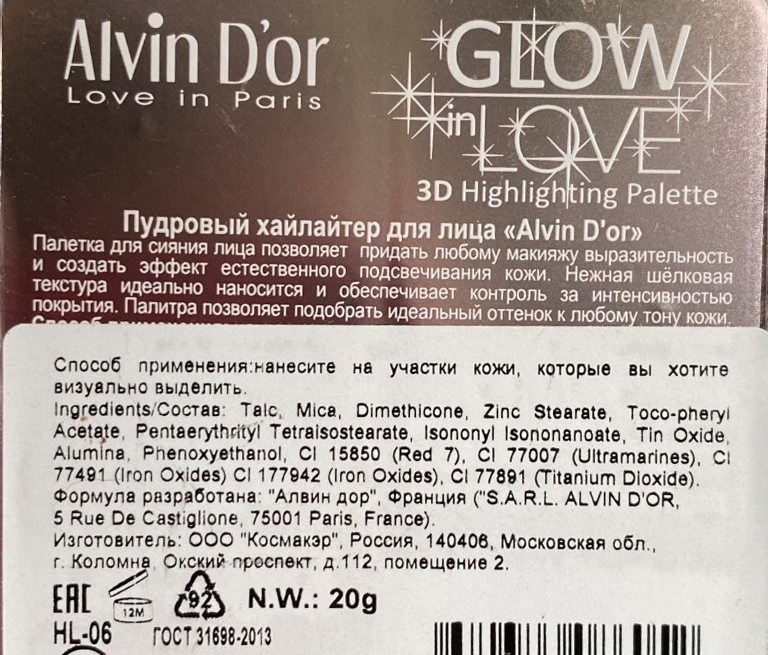 Alvin D'or
Love in Paris
GLOW
in LOVE
3D Highlighting Palette
Пудровый хайлайтер для лица «Alvin D'or»
Палетка для сияния лица позволяет придать любому макияжу выразительность
и создать эффект естественного подсвечивания кожи. Нежная шёлковая
текстура идеально наносится и обеспечивает контроль за интенсивностью
покрытия. Палитра позволяет подобрать идеальный оттенок к любому тону кожи.
Способ применения:нанесите на участки кожи, которые вы хотите
визуально выделить.
Ingredients/Состав: Talc, Mica, Dimethicone, Zinc Stearate, Toco-pheryl
Acetate, Pentaerythrityl Tetraisostearate, Isononyl Isononanoate, Tin Oxide,
Alumina, Phenoxyethanol, CI 15850 (Red 7), CI 77007 (Ultramarines), CI
77491 (Iron Oxides) CI 177942 (Iron Oxides), CI 77891 (Titanium Dioxide).
Формула разработана: "Алвин дор", Франция ("S.A.R.L. ALVIN D'OR,
5 Rue De Castiglione, 75001 Paris, France).
Изготовитель: ООО "Космакэр", Россия, 140406, Московская обл.,
г. Коломна, Окский проспект, д.112, помещение 2.
EAC 12M 92 N.W.: 20g
HL-06 ГОСТ 31698-2013